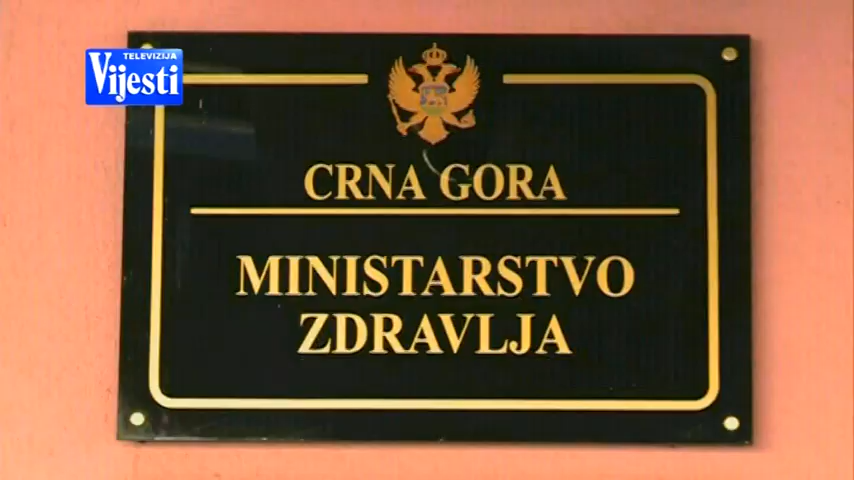 TELEVIZIJA
Vijesti
CRNA GORA
MINISTARSTVO
ZDRAVLJA